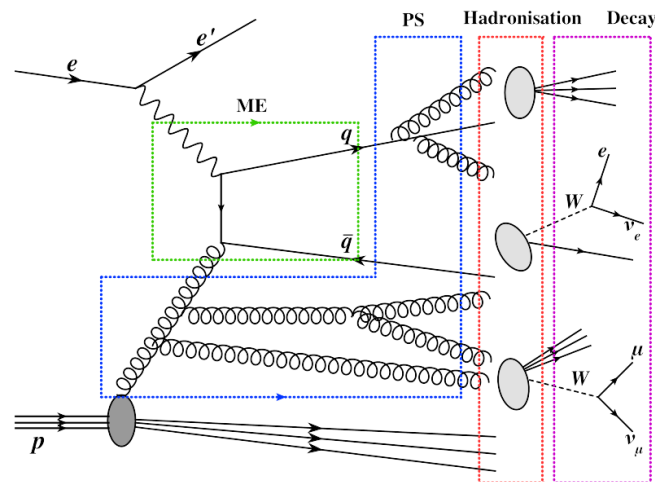 PS Hadronisation Decay
e'
e
ME
q
e
W
ν_e
q̄
μ
W
ν_μ
p